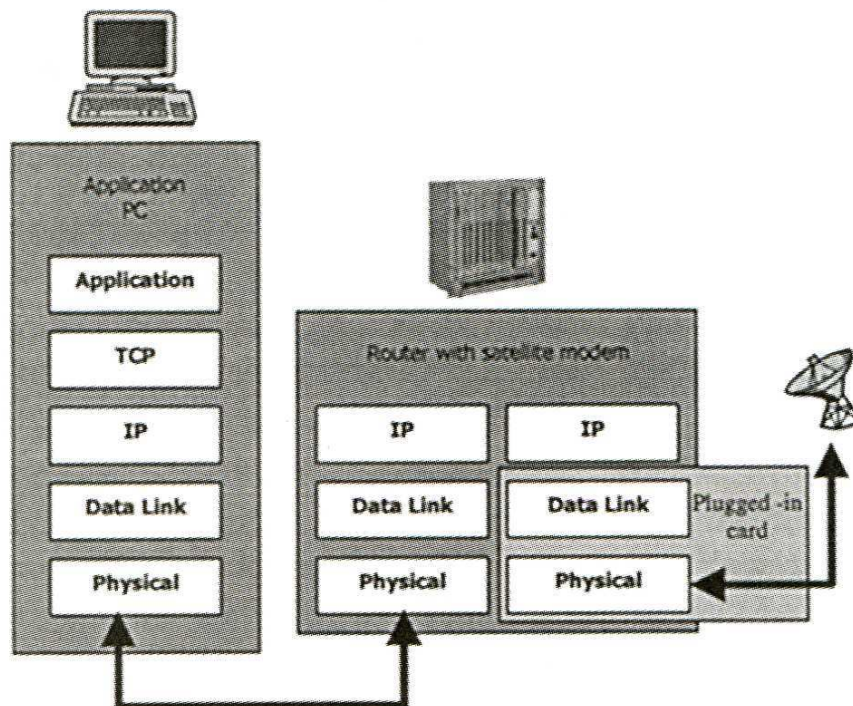 Application
PC
Application
TCP
IP
Data Link
Physical
Router with satellite modem
IP
IP
Data Link
Data Link
Plugged -in
card
Physical
Physical